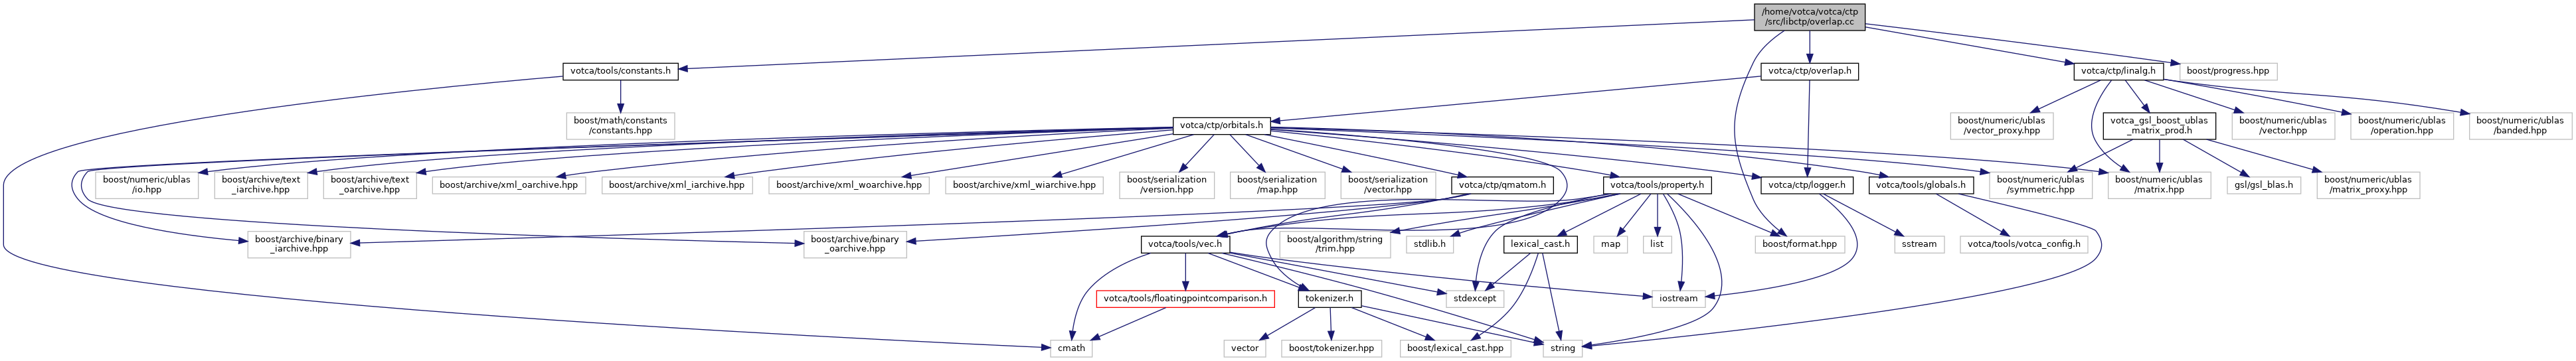 /home/votca/votca/ctp
/src/libctp/overlap.cc
votca/tools/constants.h
votca/ctp/overlap.h
votca/ctp/linalg.h
boost/progress.hpp
boost/math/constants
/constants.hpp
votca/ctp/orbitals.h
boost/numeric/ublas
/vector_proxy.hpp
votca_gsl_boost_ublas
_matrix_prod.h
boost/numeric/ublas
/vector.hpp
boost/numeric/ublas
/operation.hpp
boost/numeric/ublas
/banded.hpp
boost/numeric/ublas
/io.hpp
boost/archive/text
_iarchive.hpp
boost/archive/text
_oarchive.hpp
boost/archive/xml_oarchive.hpp
boost/archive/xml_iarchive.hpp
boost/archive/xml_woarchive.hpp
boost/archive/xml_wiarchive.hpp
boost/serialization
/version.hpp
boost/serialization
/map.hpp
boost/serialization
/vector.hpp
votca/ctp/qmatom.h
votca/tools/property.h
votca/ctp/logger.h
votca/tools/globals.h
boost/numeric/ublas
/symmetric.hpp
boost/numeric/ublas
/matrix.hpp
gsl/gsl_blas.h
boost/numeric/ublas
/matrix_proxy.hpp
boost/archive/binary
_iarchive.hpp
boost/archive/binary
_oarchive.hpp
votca/tools/vec.h
boost/algorithm/string
/trim.hpp
stdlib.h
lexical_cast.h
map
list
boost/format.hpp
sstream
votca/tools/votca_config.h
votca/tools/floatingpointcomparison.h
tokenizer.h
stdexcept
iostream
cmath
vector
boost/tokenizer.hpp
boost/lexical_cast.hpp
string